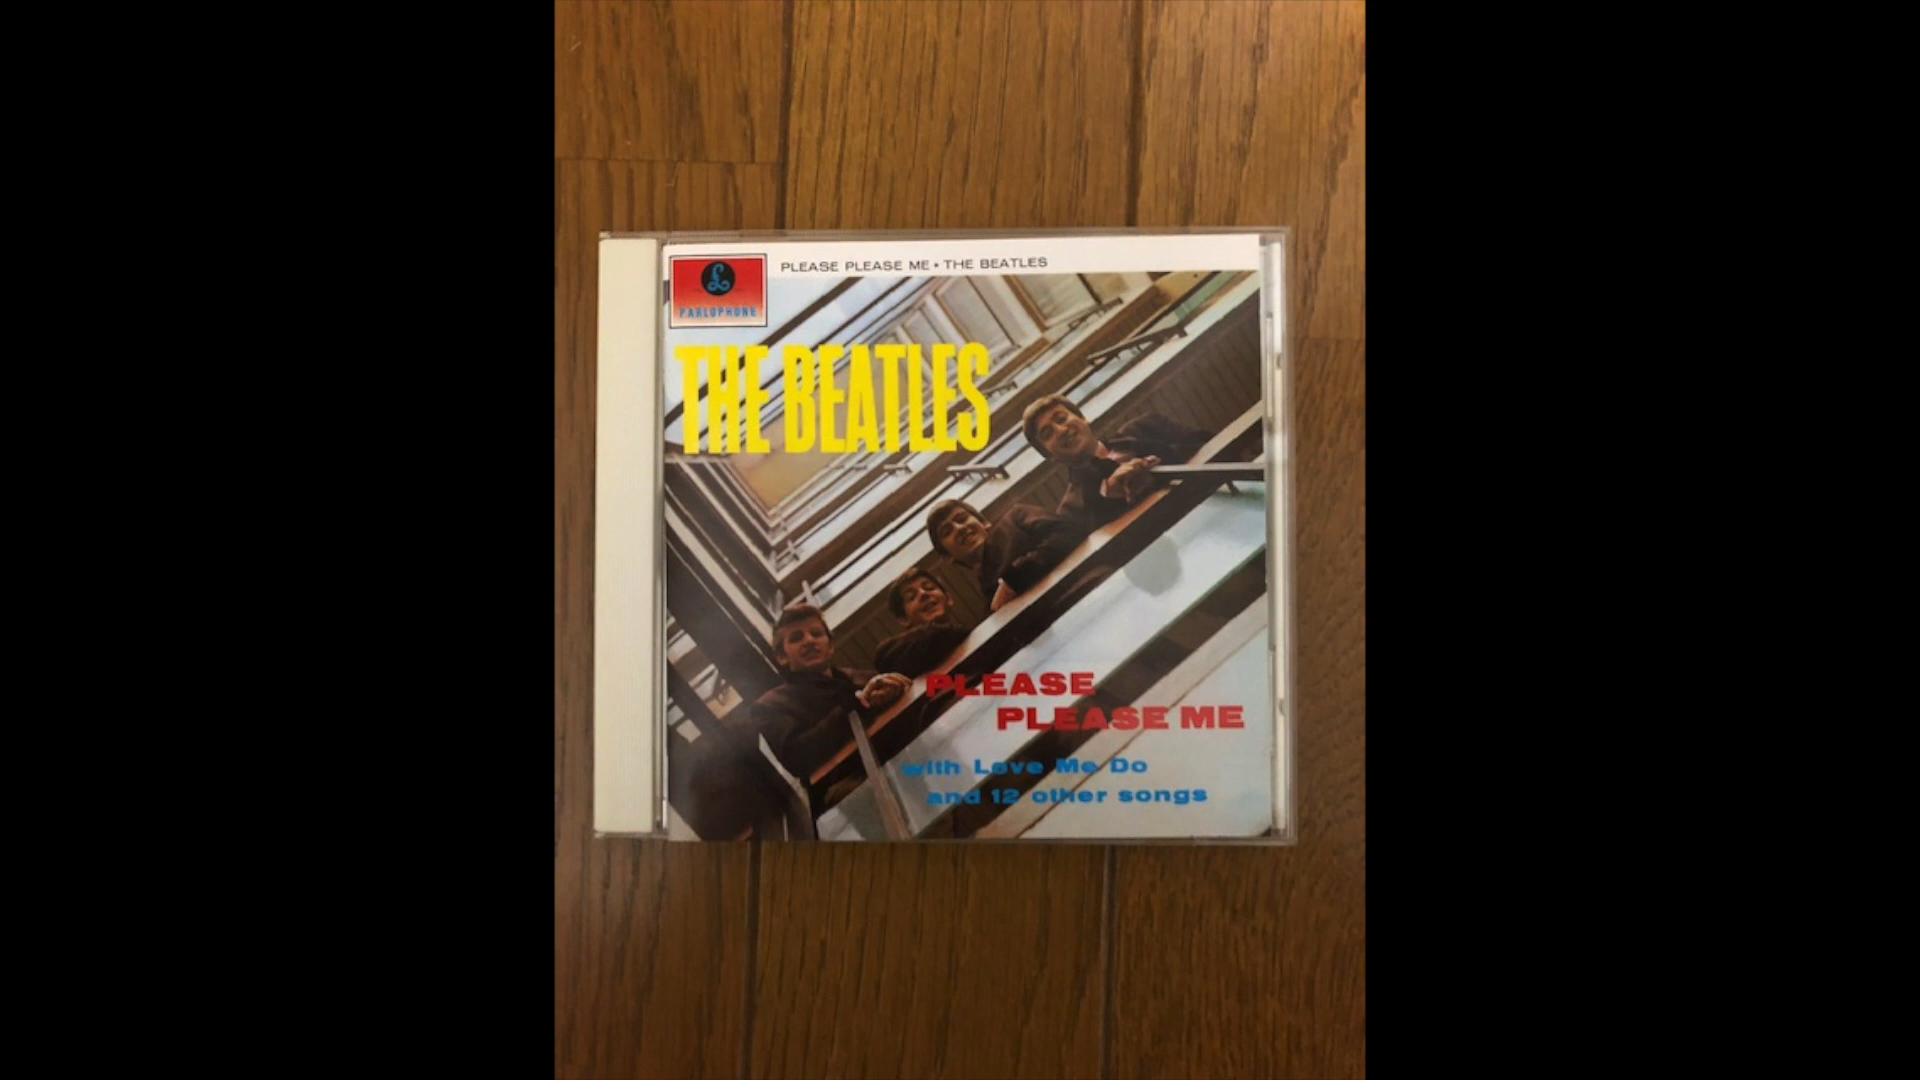 PLEASE PLEASE ME • THE BEATLES
£
PARLOPHONE
THE BEATLES
PLEASE
PLEASE ME
with Love Me Do
and 12 other songs